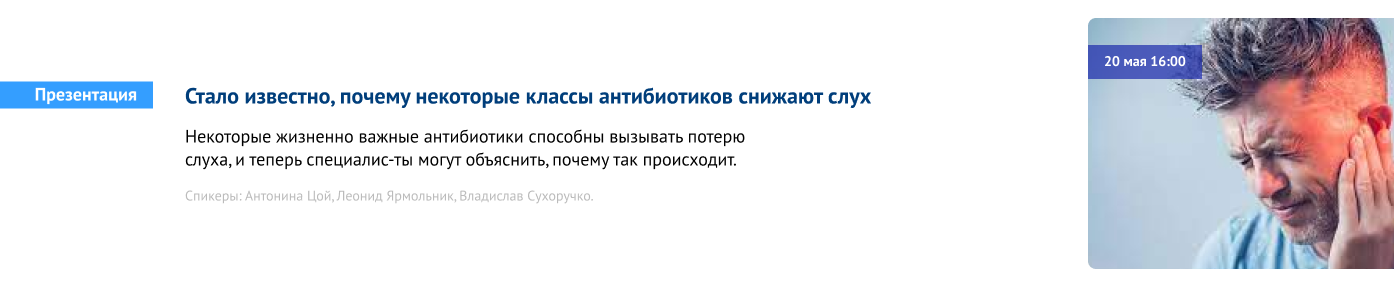 Презентация
Стало известно, почему некоторые классы антибиотиков снижают слух
Некоторые жизненно важные антибиотики способны вызывать потерю
слуха, и теперь специалис-ты могут объяснить, почему так происходит.
Спикеры: Антонина Цой, Леонид Ярмольник, Владислав Сухоручко.
20 мая 16:00